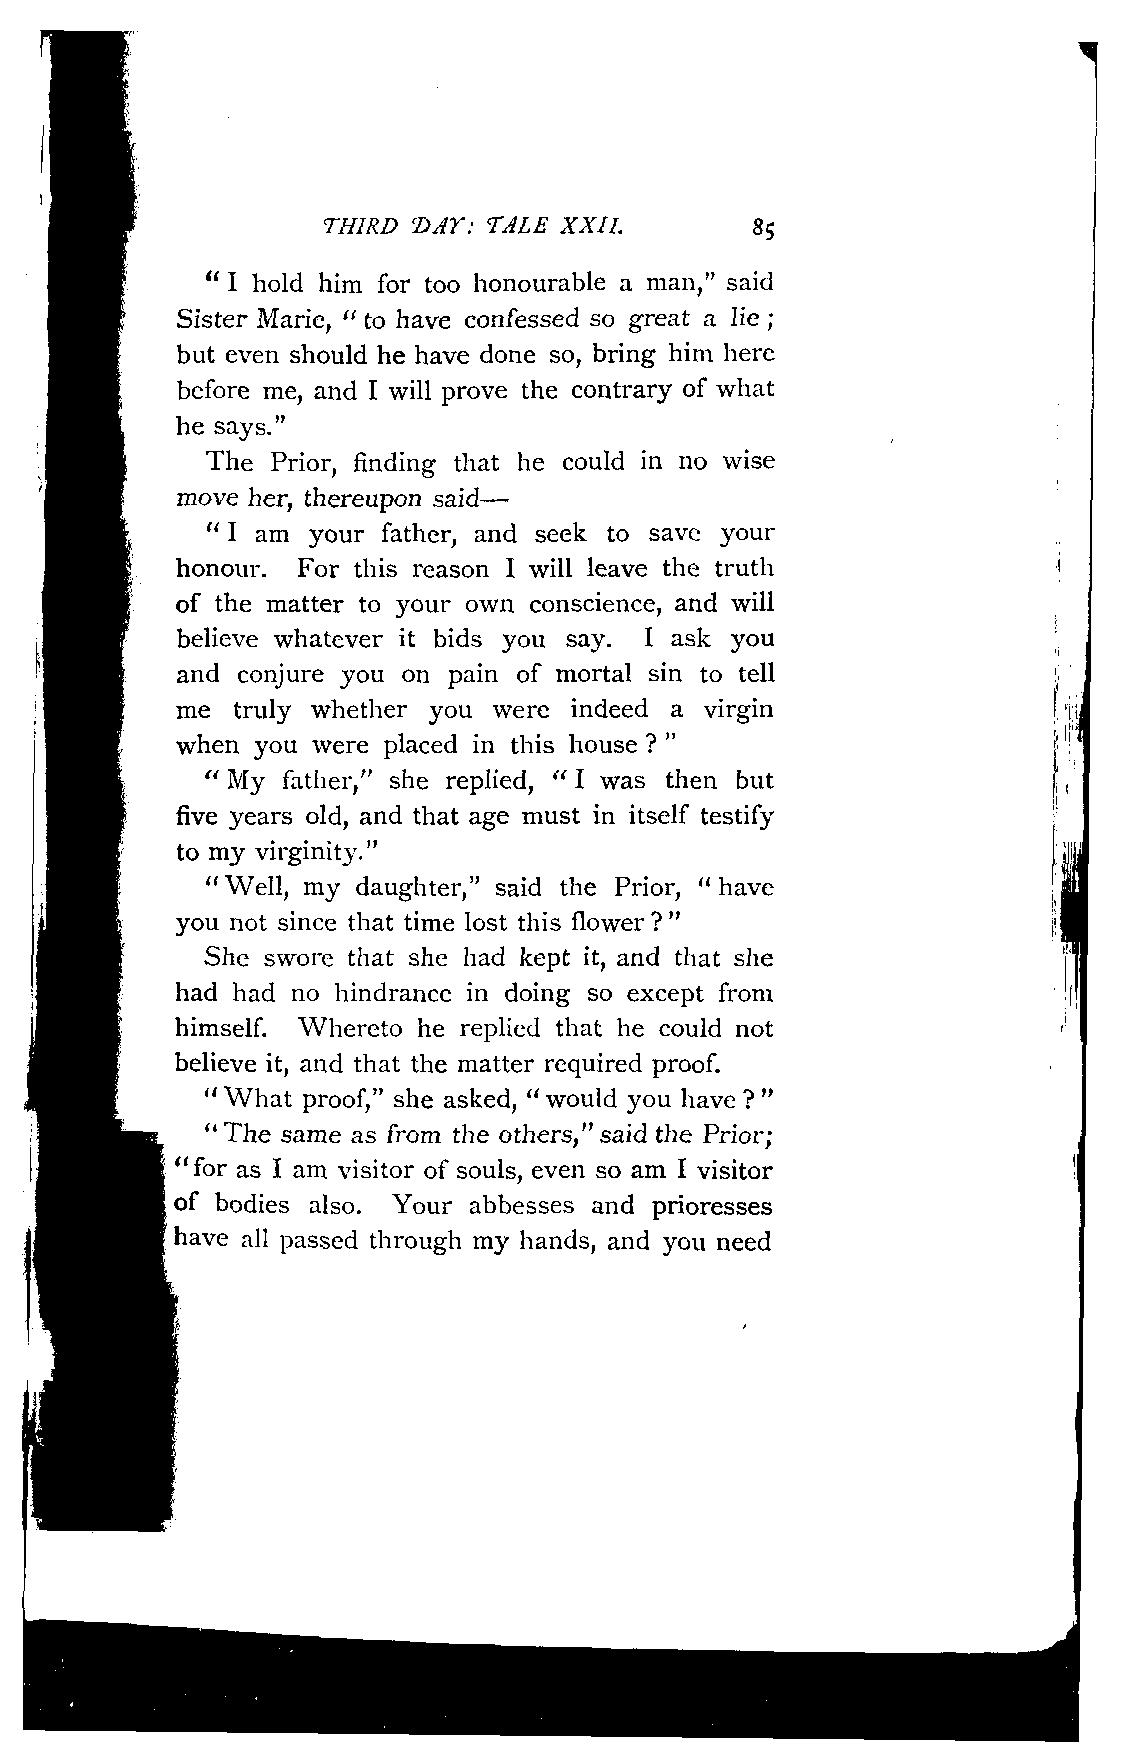 THIRD DAY: TALE XXII. 85
"I hold him for too honourable a man," said
Sister Marie, "to have confessed so great a lie;
but even should he have done so, bring him here
before me, and I will prove the contrary of what
he says."
The Prior, finding that he could in no wise
move her, thereupon said—
"I am your father, and seek to save your
honour. For this reason I will leave the truth
of the matter to your own conscience, and will
believe whatever it bids you say. I ask you
and conjure you on pain of mortal sin to tell
me truly whether you were indeed a virgin
when you were placed in this house?"
"My father," she replied, "I was then but
five years old, and that age must in itself testify
to my virginity."
"Well, my daughter," said the Prior, "have
you not since that time lost this flower?"
She swore that she had kept it, and that she
had had no hindrance in doing so except from
himself. Whereto he replied that he could not
believe it, and that the matter required proof.
"What proof," she asked, "would you have?"
"The same as from the others," said the Prior;
"for as I am visitor of souls, even so am I visitor
of bodies also. Your abbesses and prioresses
have all passed through my hands, and you need